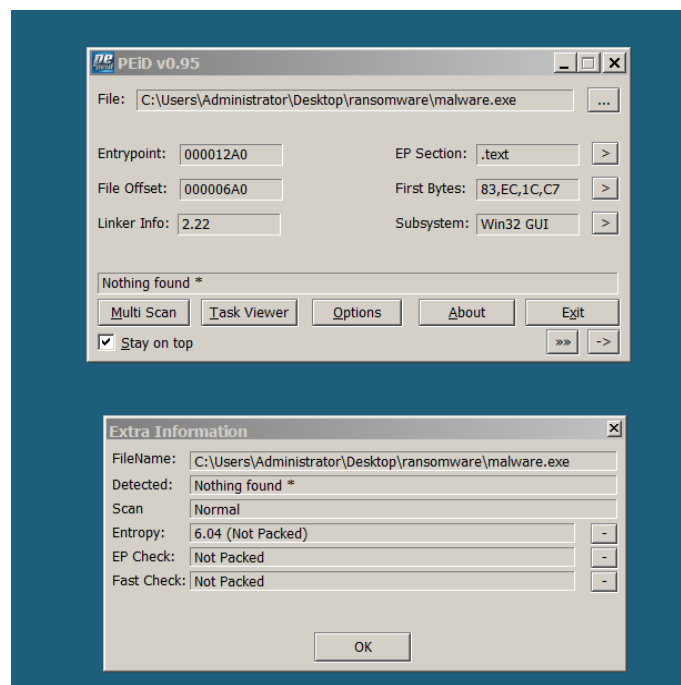 PEiD v0.95
File: C:\Users\Administrator\Desktop\ransomware\malware.exe ...
Entrypoint: 000012A0 EP Section: .text >
File Offset: 000006A0 First Bytes: 83,EC,1C,C7 >
Linker Info: 2.22 Subsystem: Win32 GUI >
Nothing found *
Multi Scan Task Viewer Options About Exit
Stay on top »» ->
Extra Information
FileName: C:\Users\Administrator\Desktop\ransomware\malware.exe
Detected: Nothing found *
Scan Normal
Entropy: 6.04 (Not Packed) -
EP Check: Not Packed -
Fast Check: Not Packed -
OK